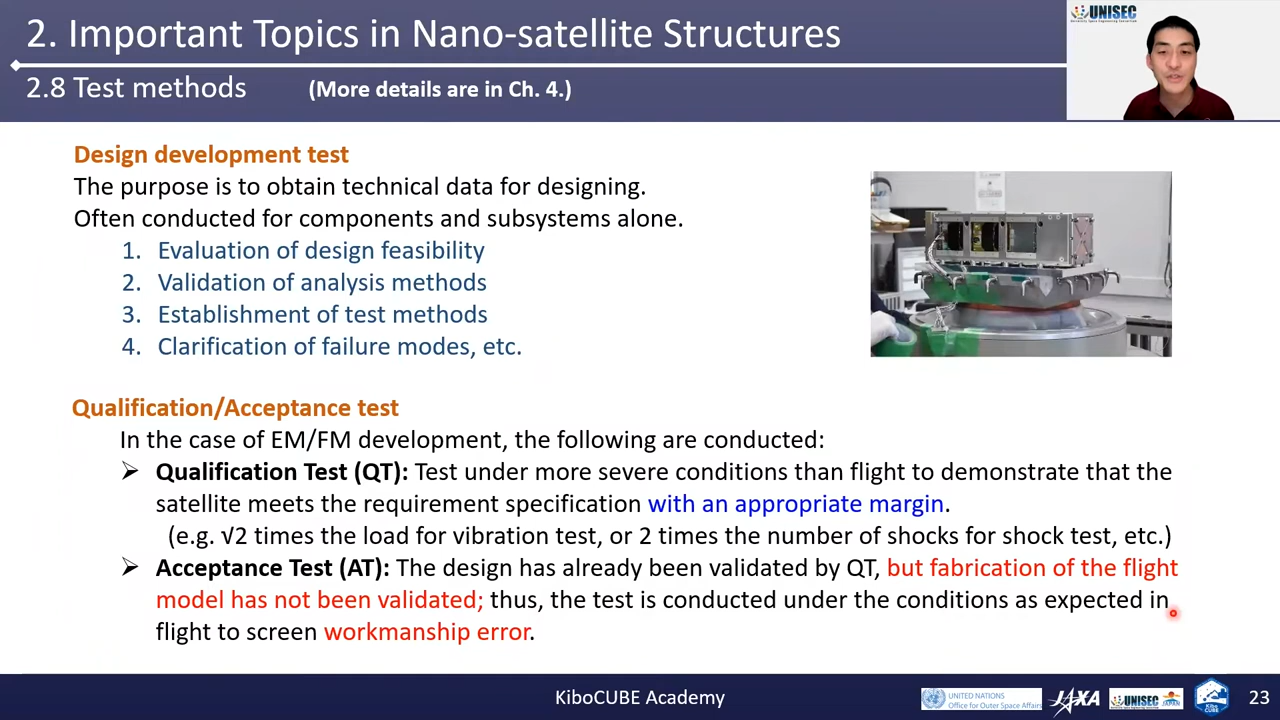 2. Important Topics in Nano-satellite Structures
UNISEC
2.8 Test methods (More details are in Ch. 4.)
Design development test
The purpose is to obtain technical data for designing.
Often conducted for components and subsystems alone.
1. Evaluation of design feasibility
2. Validation of analysis methods
3. Establishment of test methods
4. Clarification of failure modes, etc.
Qualification/Acceptance test
In the case of EM/FM development, the following are conducted:
➢ Qualification Test (QT): Test under more severe conditions than flight to demonstrate that the
satellite meets the requirement specification with an appropriate margin.
(e.g. √2 times the load for vibration test, or 2 times the number of shocks for shock test, etc.)
➢ Acceptance Test (AT): The design has already been validated by QT, but fabrication of the flight
model has not been validated; thus, the test is conducted under the conditions as expected in
flight to screen workmanship error.
KiboCUBE Academy
UNITED NATIONS
Office for Outer Space Affairs
JAXA
UNISEC
JAPAN
Kibo
CUBE
23